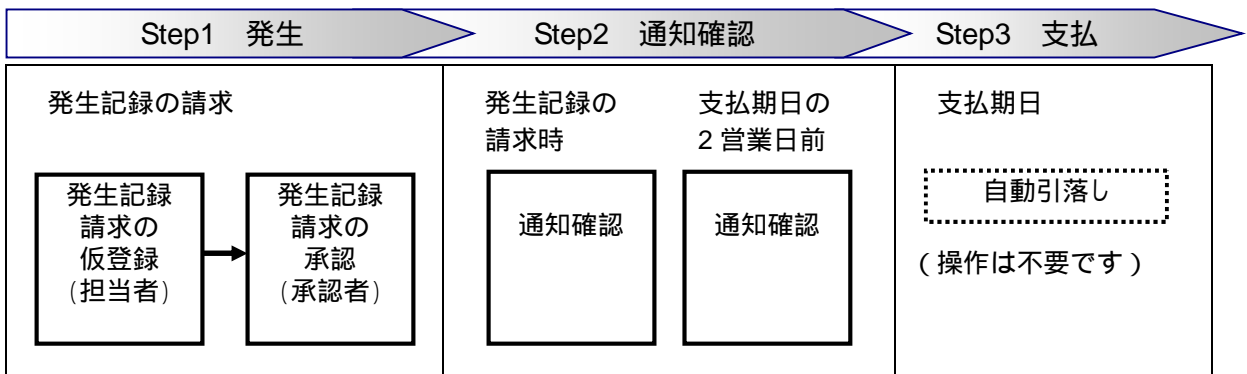 Step1 発生
Step2 通知確認
Step3 支払
発生記録の請求
発生記録
請求の
仮登録
(担当者)
発生記録
請求の
承認
(承認者)
発生記録の
請求時
通知確認
支払期日の
2 営業日前
通知確認
支払期日
自動引落し
(操作は不要です)